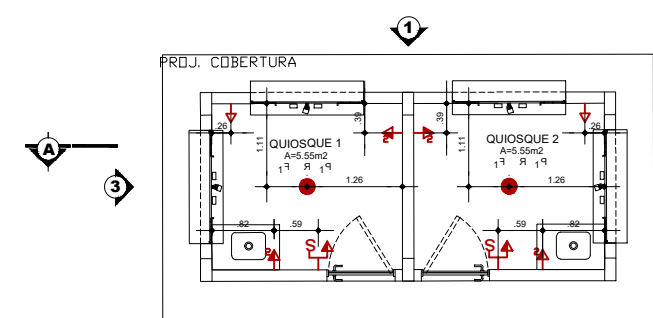 1
PROJ. COBERTURA
A
3
.26
.39
.39
.26
1.11
1.11
QUIOSQUE 1
A=5.55m2
QUIOSQUE 2
A=5.55m2
1.26
1.26
.82
.59
.59
.82
S
S